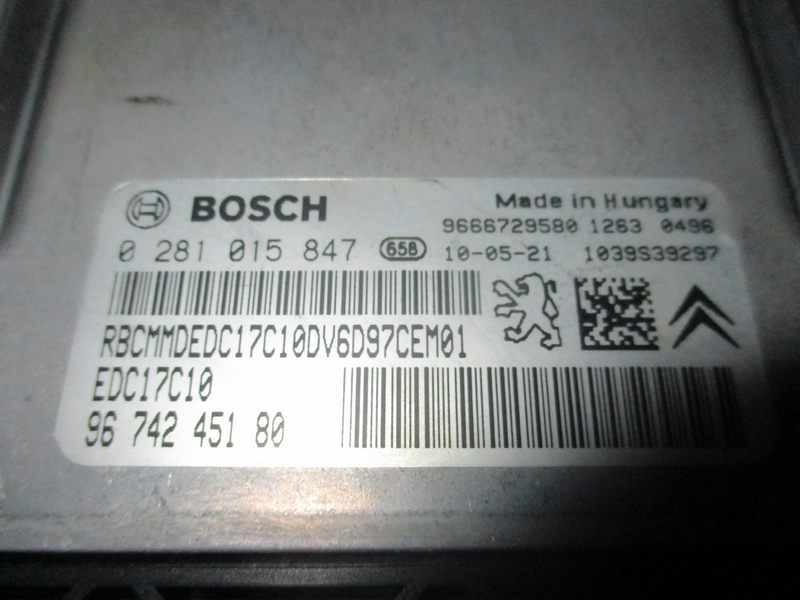 BOSCH
Made in Hungary
9666729580 1263 0496
0 281 015 847 658 10-05-21 1039S39297
RBCMMDEDC17C10DV6D97CEM01
EDC17C10
96 742 451 80